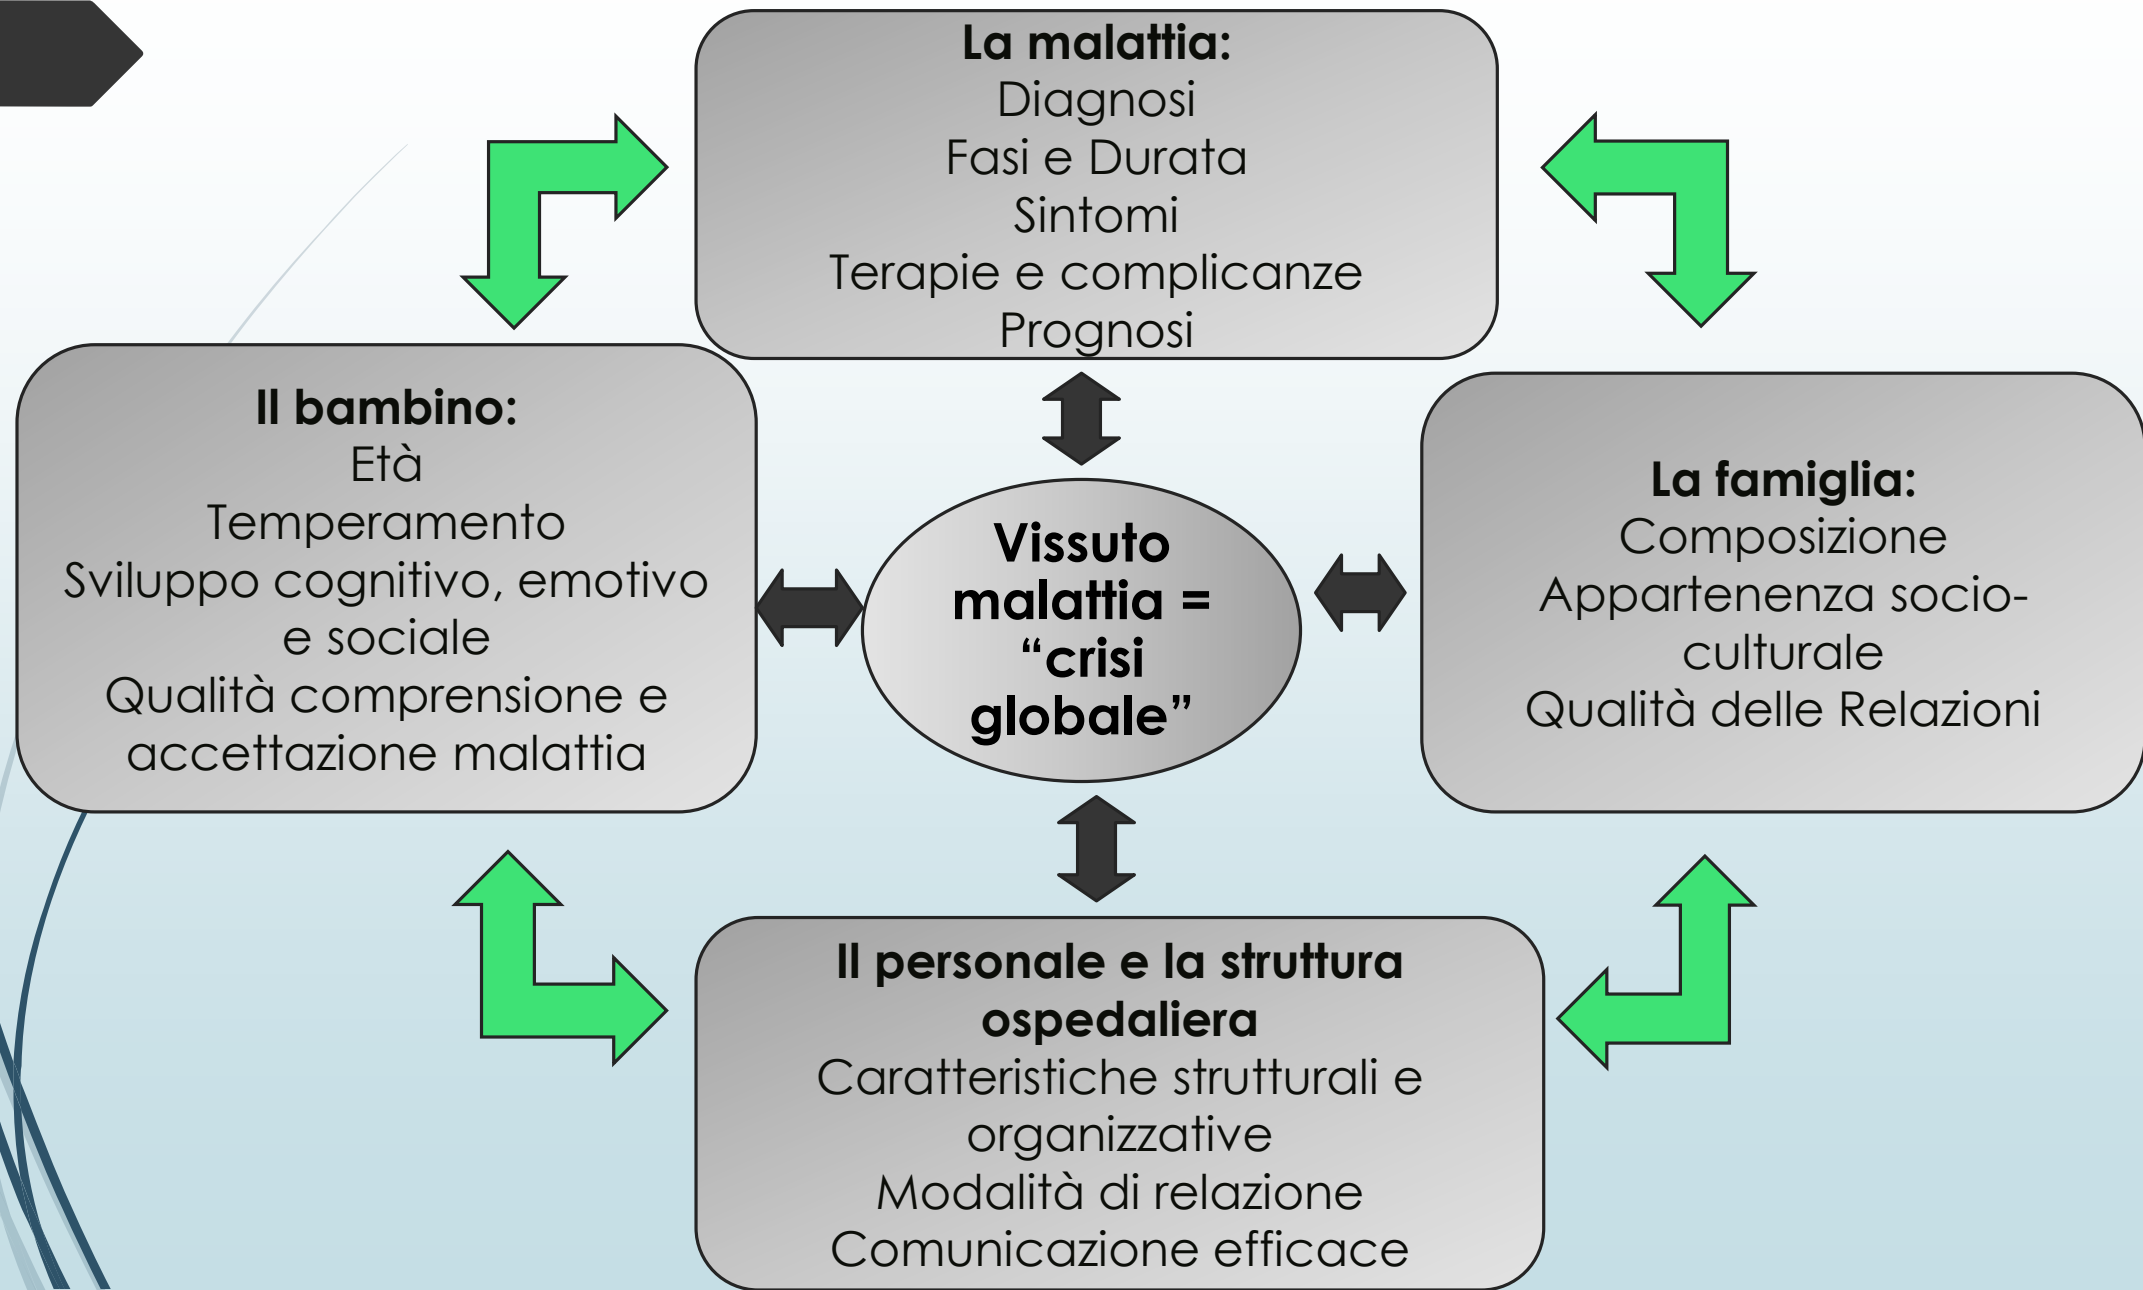 La malattia:
Diagnosi
Fasi e Durata
Sintomi
Terapie e complicanze
Prognosi
Il bambino:
Età
Temperamento
Sviluppo cognitivo, emotivo
e sociale
Qualità comprensione e
accettazione malattia
Vissuto
malattia =
“crisi
globale”
La famiglia:
Composizione
Appartenenza socio-
culturale
Qualità delle Relazioni
Il personale e la struttura
ospedaliera
Caratteristiche strutturali e
organizzative
Modalità di relazione
Comunicazione efficace